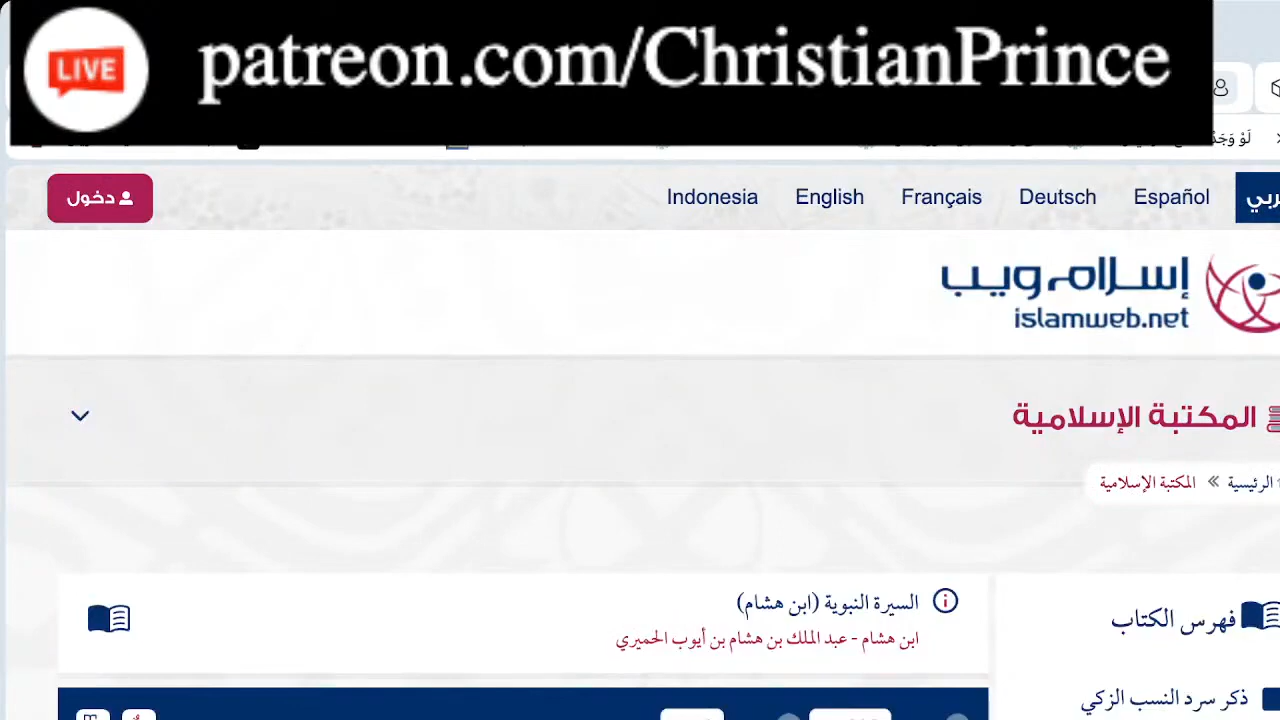 LIVE
patreon.com/ChristianPrince
لَوْ وَجَدْ
دخول
Indonesia
English
Français
Deutsch
Español
إسلام ويب
islamweb.net
المكتبة الإسلامية
الرئيسية » المكتبة الإسلامية
السيرة النبوية (ابن هشام)
ابن هشام - عبد الملك بن هشام بن أيوب الحميري
فهرس الكتاب
ذكر سرد النسب الزكي